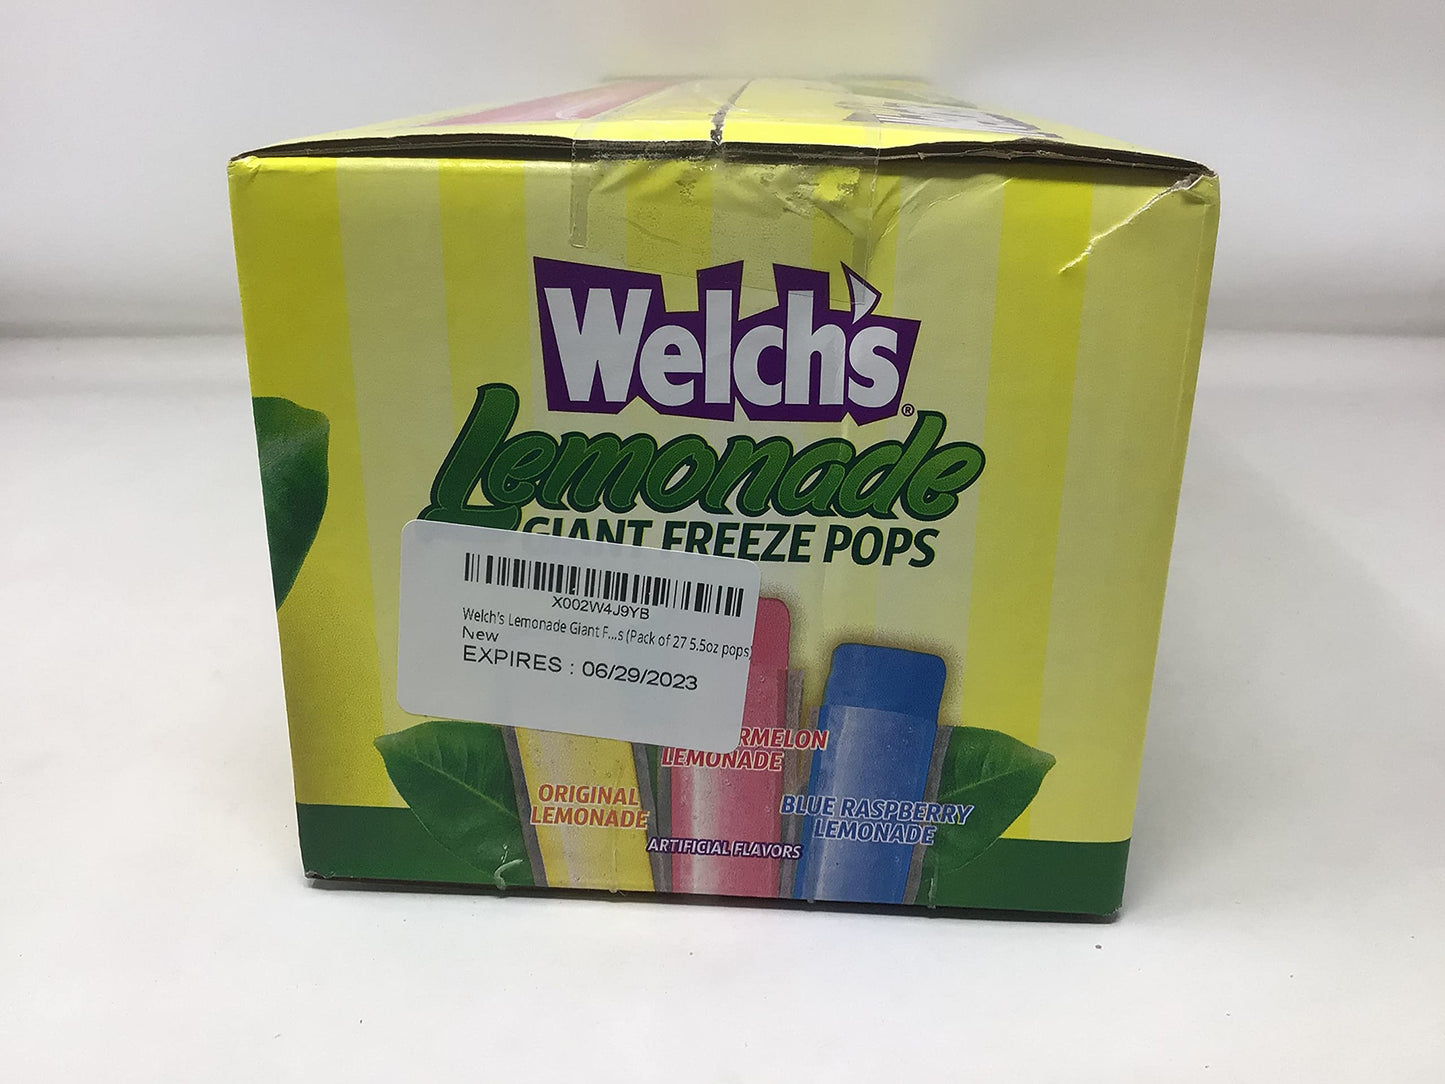 Welch's®
Lemonade
GIANT FREEZE POPS
X002W4J9YB
Welch's Lemonade Giant F...s (Pack of 27 5.5oz pops)
New
EXPIRES : 06/29/2023
ORIGINAL
LEMONADE
RMELON
LEMONADE
BLUE RASPBERRY
LEMONADE
ARTIFICIAL FLAVORS